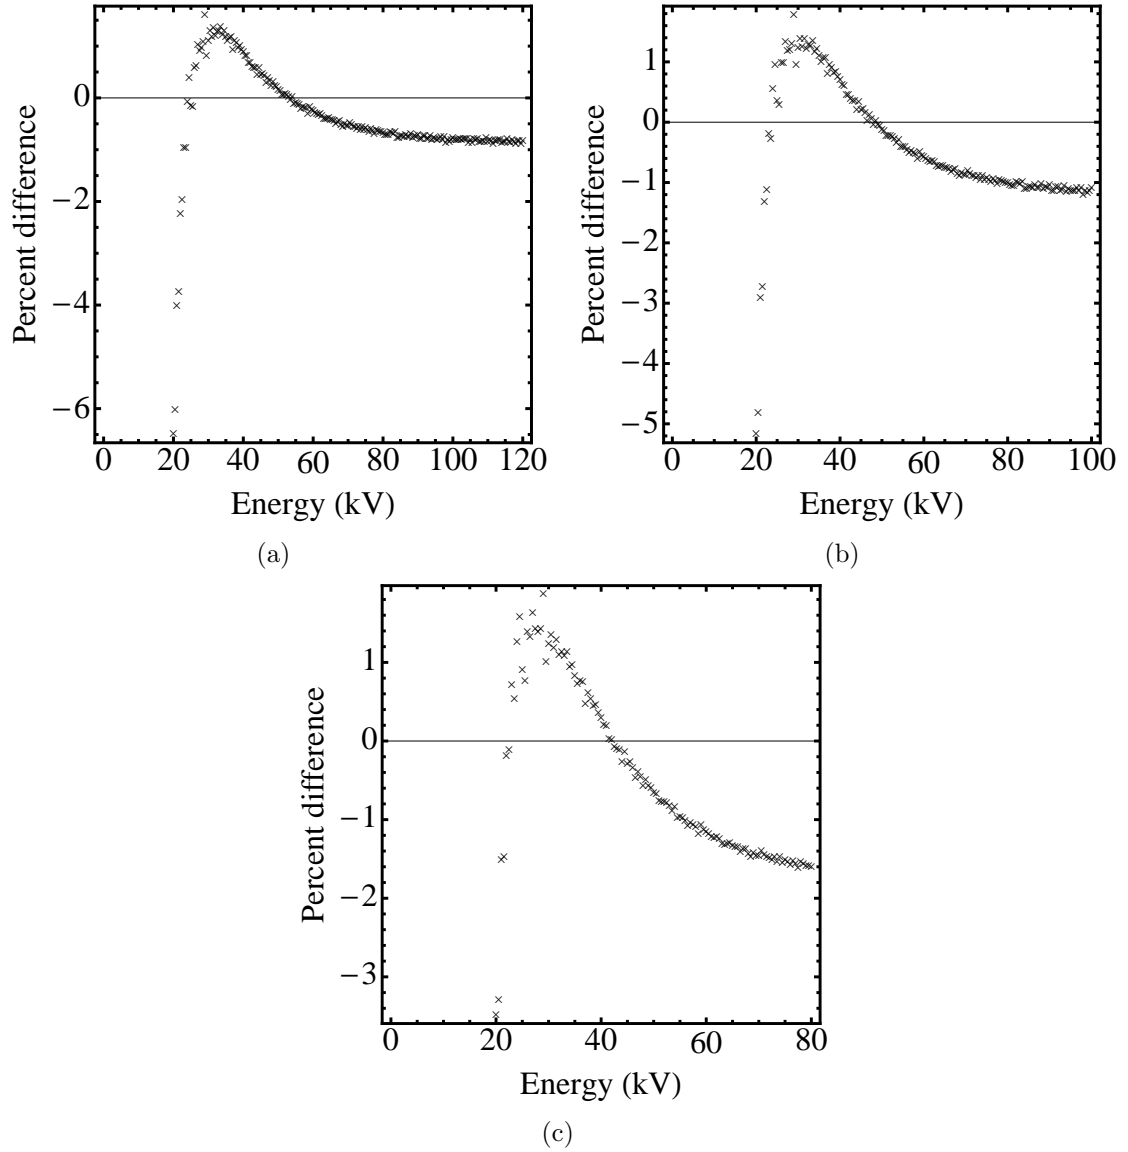 0
−2
−4
−6
Percent difference
0 20 40 60 80 100 120
Energy (kV)
(a)
1
0
−1
−2
−3
−4
−5
Percent difference
0 20 40 60 80 100
Energy (kV)
(b)
1
0
−1
−2
−3
Percent difference
0 20 40 60 80
Energy (kV)
(c)